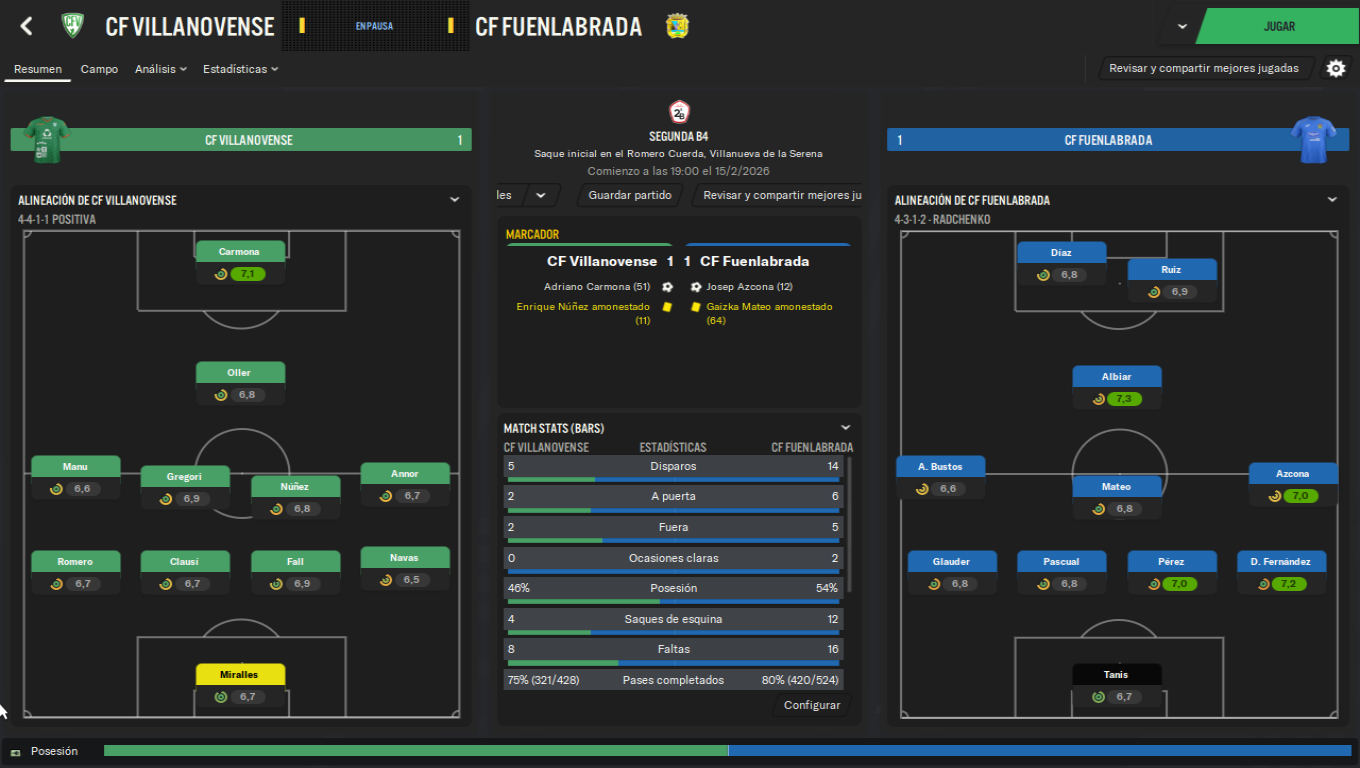 CF VILLANOVENSE
EN PAUSA
CF FUENLABRADA
JUGAR
Resumen
Campo
Análisis
Estadísticas
Revisar y compartir mejores jugadas
CF VILLANOVENSE 1
2ªB
SEGUNDA B4
Saque inicial en el Romero Cuerda, Villanueva de la Serena
Comienzo a las 19:00 el 15/2/2026
les
Guardar partido
Revisar y compartir mejores ju
1 CF FUENLABRADA
ALINEACIÓN DE CF VILLANOVENSE
4-4-1-1 POSITIVA
Carmona
7,1
Oller
6,8
Manu
6,6
Gregori
6,9
Núñez
6,8
Annor
6,7
Romero
6,7
Clausí
6,7
Fall
6,9
Navas
6,5
Miralles
6,7
MARCADOR
CF Villanovense 1 1 CF Fuenlabrada
Adriano Carmona (51)
Josep Azcona (12)
Enrique Núñez amonestado
(11)
Gaizka Mateo amonestado
(64)
MATCH STATS (BARS)
CF VILLANOVENSE ESTADÍSTICAS CF FUENLABRADA
5 Disparos 14
2 A puerta 6
2 Fuera 5
0 Ocasiones claras 2
46% Posesión 54%
4 Saques de esquina 12
8 Faltas 16
75% (321/428) Pases completados 80% (420/524)
Configurar
ALINEACIÓN DE CF FUENLABRADA
4-3-1-2 - RADCHENKO
Díaz
6,8
Ruiz
6,9
Albiar
7,3
A. Bustos
6,6
Mateo
6,8
Azcona
7,0
Glauder
6,8
Pascual
6,8
Pérez
7,0
D. Fernández
7,2
Tanis
6,7
Posesión